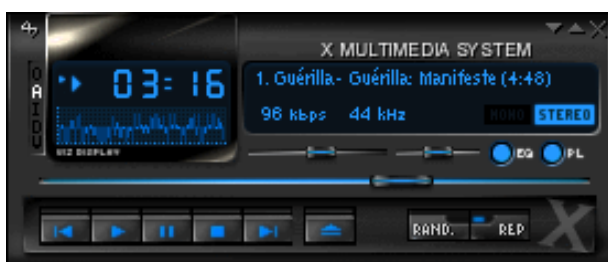 X MULTIMEDIA SYSTEM
O
A
I
D
U
03:16
1. Guérilla - Guérilla: Manifeste (4:48)
96 kbps 44 kHz MONO STEREO
VIZ DISPLAY
EQ PL
RAND. REP X